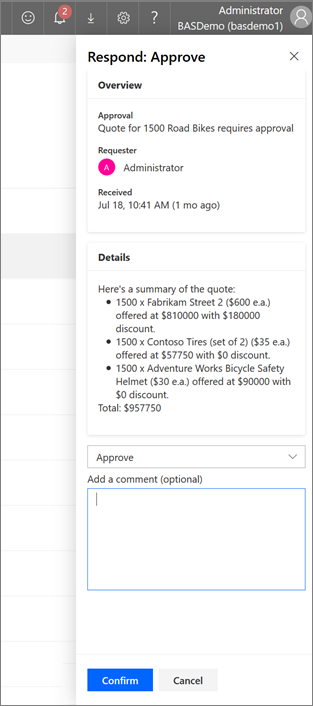 2
?
Administrator
BASDemo (basdemo1)
Respond: Approve
Overview
Approval
Quote for 1500 Road Bikes requires approval
Requester
A Administrator
Received
Jul 18, 10:41 AM (1 mo ago)
Details
Here's a summary of the quote:
• 1500 x Fabrikam Street 2 ($600 e.a.)
offered at $810000 with $180000
discount.
• 1500 x Contoso Tires (set of 2) ($35 e.a.)
offered at $57750 with $0 discount.
• 1500 x Adventure Works Bicycle Safety
Helmet ($30 e.a.) offered at $90000 with
$0 discount.
Total: $957750
Approve
Add a comment (optional)
Confirm Cancel